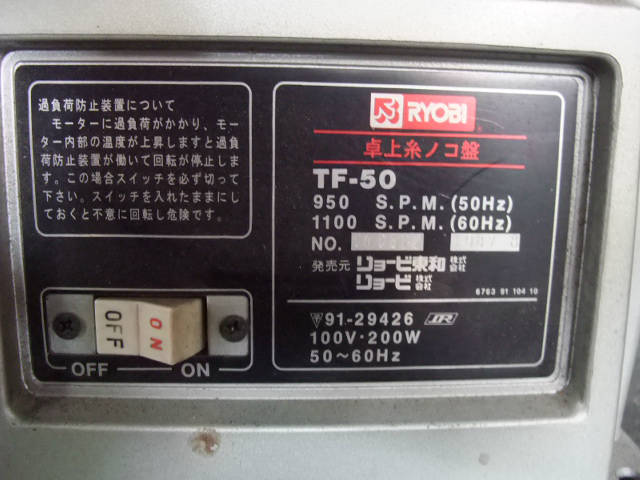 過負荷防止装置について
モーターに過負荷がかかり、モー
ター内部の温度が上昇しますと過負
荷防止装置が働いて回転が停止しま
す。この場合スイッチを必ず切って
下さい。スイッチを入れたままにし
ておくと不意に回転し危険です。
OFF ON
OFF ON
RYOBI
卓上糸ノコ盤
TF-50
950 S.P.M.(50Hz)
1100 S.P.M.(60Hz)
NO.
発売元 リョービ東和株式会社
リョービ株式会社
6763 91 104 10
91-29426
100V·200W
50~60Hz